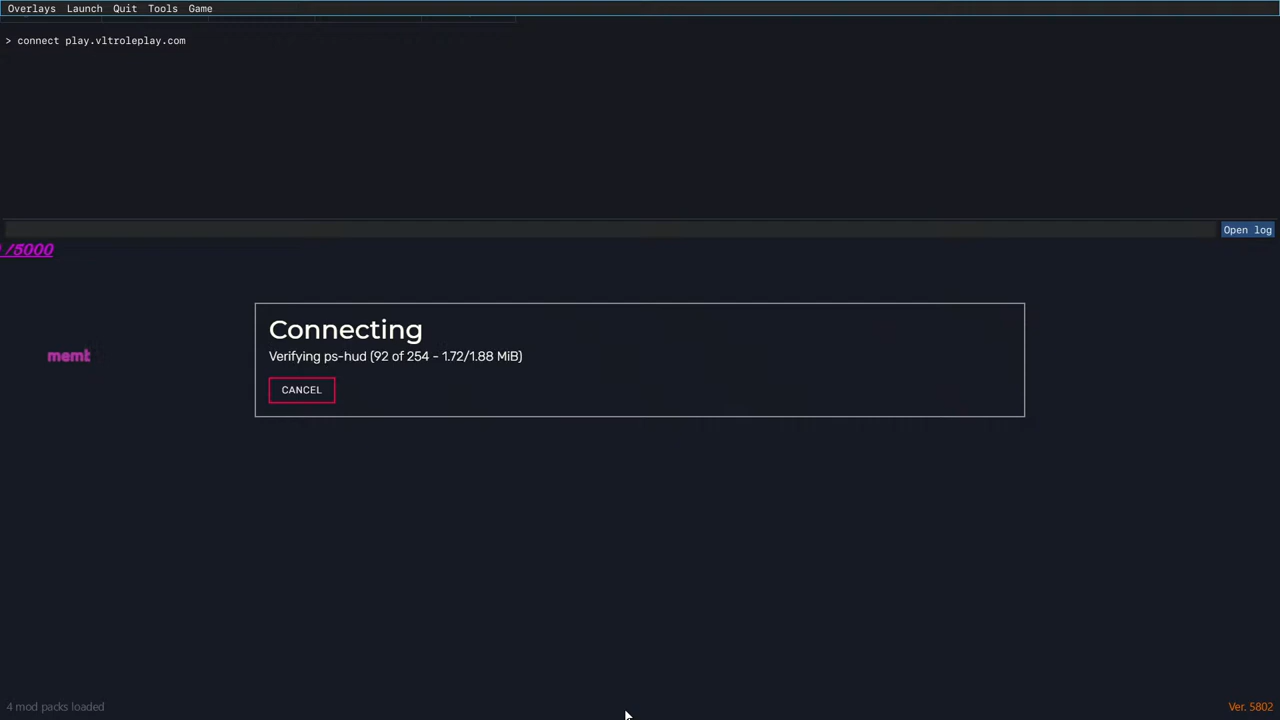 Overlays Launch Quit Tools Game
> connect play.vltroleplay.com
Open log
/5000
Connecting
memt
Verifying ps-hud (92 of 254 - 1.72/1.88 MiB)
CANCEL
4 mod packs loaded
Ver. 5802